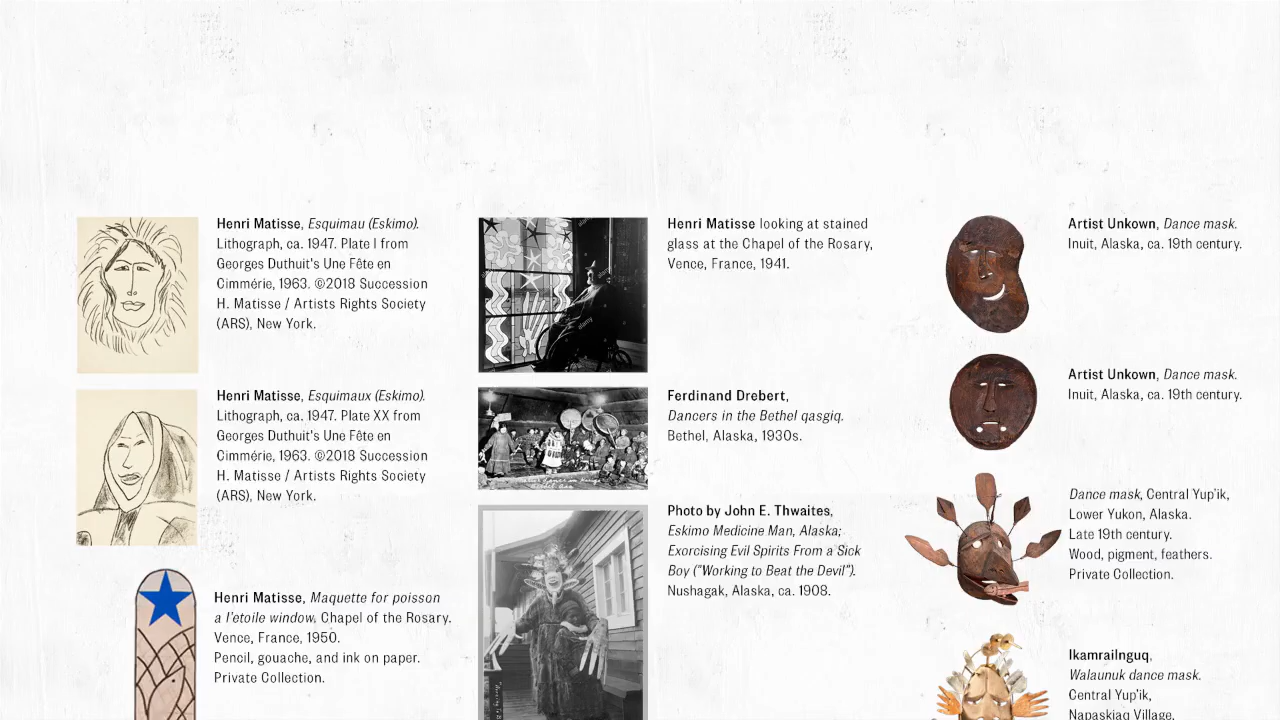 Henri Matisse, Esquimau (Eskimo).
Lithograph, ca. 1947. Plate I from
Georges Duthuit's Une Fête en
Cimmérie, 1963. ©2018 Succession
H. Matisse / Artists Rights Society
(ARS), New York.
Henri Matisse, Esquimaux (Eskimo).
Lithograph, ca. 1947. Plate XX from
Georges Duthuit's Une Fête en
Cimmérie, 1963. ©2018 Succession
H. Matisse / Artists Rights Society
(ARS), New York.
Henri Matisse, Maquette for poisson
a l'etoile window, Chapel of the Rosary.
Vence, France, 1950.
Pencil, gouache, and ink on paper.
Private Collection.
alamy
alamy
alamy
Henri Matisse looking at stained
glass at the Chapel of the Rosary,
Vence, France, 1941.
Ferdinand Drebert,
Dancers in the Bethel qasgiq.
Bethel, Alaska, 1930s.
Photo by John E. Thwaites,
Eskimo Medicine Man, Alaska;
Exorcising Evil Spirits From a Sick
Boy ("Working to Beat the Devil").
Nushagak, Alaska, ca. 1908.
Artist Unkown, Dance mask.
Inuit, Alaska, ca. 19th century.
Artist Unkown, Dance mask.
Inuit, Alaska, ca. 19th century.
Dance mask, Central Yup'ik,
Lower Yukon, Alaska.
Late 19th century.
Wood, pigment, feathers.
Private Collection.
Ikamrailnguq,
Walaunuk dance mask.
Central Yup'ik,
Napaskiag Village,